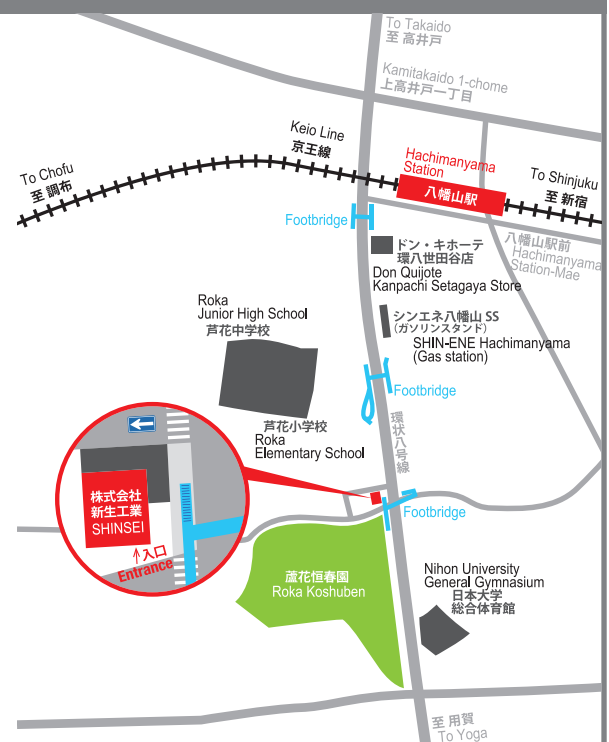 To Takaido
至 高井戸
Kamitakaido 1-chome
上高井戸一丁目
Keio Line
京王線
Hachimanyama
Station
八幡山駅
To Chofu
至 調布
To Shinjuku
至 新宿
Footbridge
八幡山駅前
Hachimanyama
Station-Mae
ドン・キホーテ
環八世田谷店
Don Quijote
Kanpachi Setagaya Store
Roka
Junior High School
芦花中学校
シンエネ八幡山 SS
(ガソリンスタンド)
SHIN-ENE Hachimanyama
(Gas station)
Footbridge
芦花小学校
Roka
Elementary School
環状八号線
株式会社
新生工業
SHINSEI
入口
Entrance
Footbridge
蘆花恒春園
Roka Koshuben
Nihon University
General Gymnasium
日本大学
総合体育館
至 用賀
To Yoga